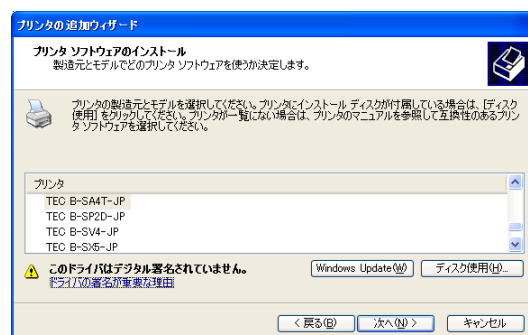 プリンタの追加ウィザード
プリンタ ソフトウェアのインストール
製造元とモデルでどのプリンタ ソフトウェアを使うか決定します。
プリンタの製造元とモデルを選択してください。プリンタにインストール ディスクが付属している場合は、[ディスク
使用] をクリックしてください。プリンタが一覧にない場合は、プリンタのマニュアルを参照して互換性のあるプリン
タ ソフトウェアを選択してください。
プリンタ
TEC B-SA4T-JP
TEC B-SP2D-JP
TEC B-SV4-JP
TEC B-SX5-JP
このドライバはデジタル署名されていません。
Windows Update(W)
ディスク使用(H)...
ドライバの署名が重要な理由
< 戻る(B)
次へ(N) >
キャンセル